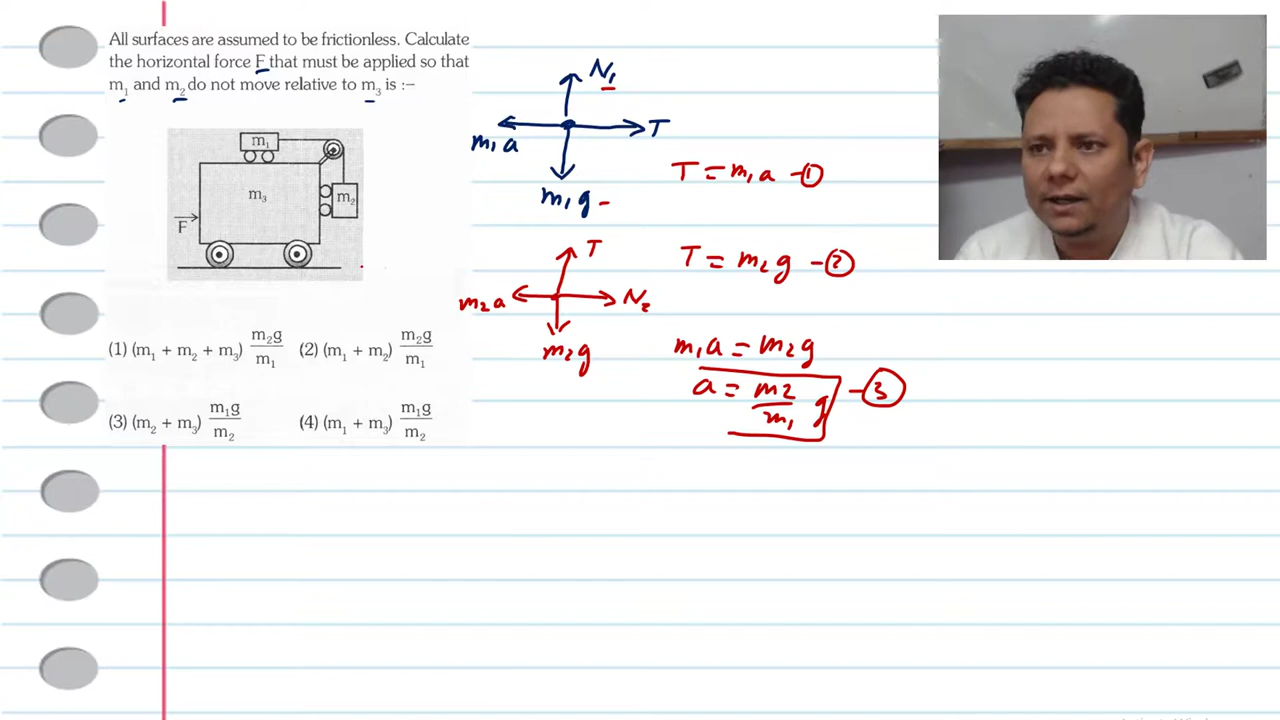 All surfaces are assumed to be frictionless. Calculate
the horizontal force F that must be applied so that
m₁ and m₂ do not move relative to m₃ is :–
m₁
m₃
m₂
F
(1) (m₁ + m₂ + m₃) m₂g/m₁ (2) (m₁ + m₂) m₂g/m₁
(3) (m₂ + m₃) m₁g/m₂ (4) (m₁ + m₃) m₁g/m₂
N₁
m₁a T
m₁g
T = m₁a –①
T
m₂a N₂
m₂g
T = m₂g –②
m₁a = m₂g
a = m₂/m₁ g –③